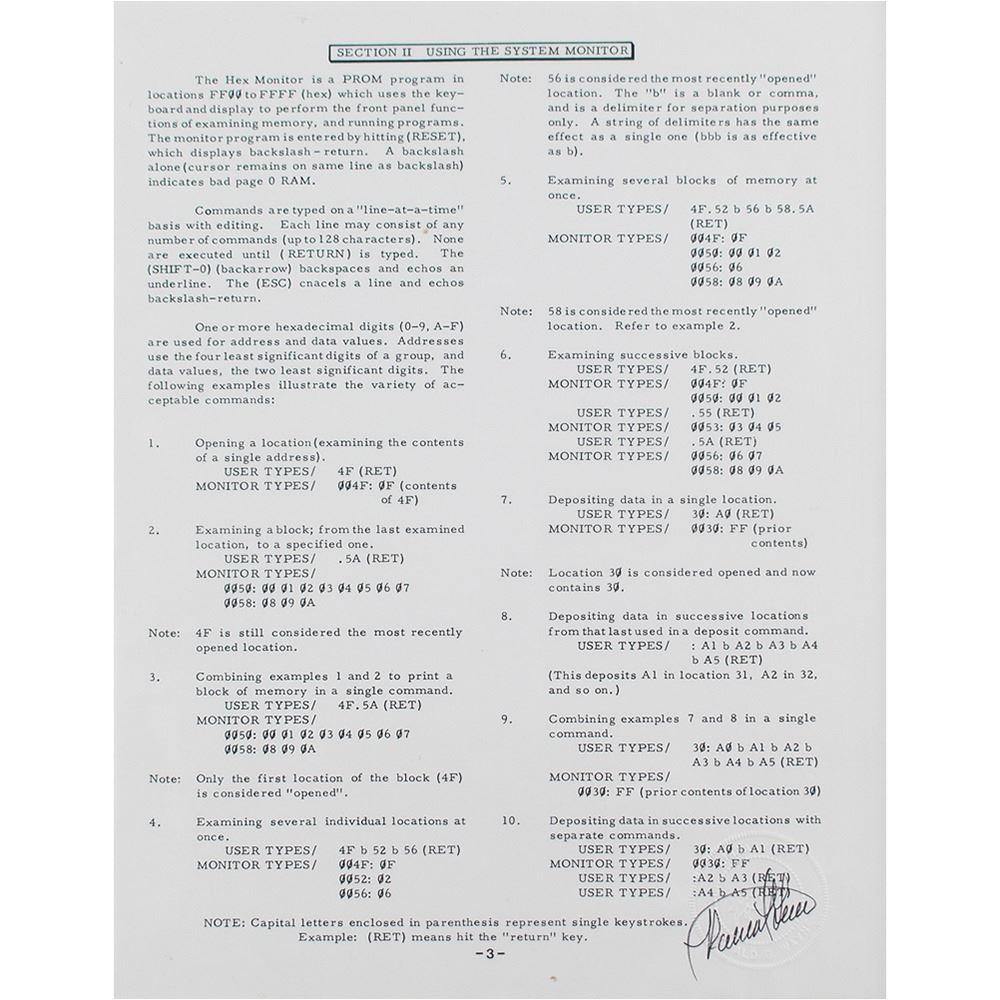 SECTION II USING THE SYSTEM MONITOR
The Hex Monitor is a PROM program in
locations FF00 to FFFF (hex) which uses the key-
board and display to perform the front panel func-
tions of examining memory, and running programs.
The monitor program is entered by hitting (RESET),
which displays backslash - return. A backslash
alone (cursor remains on same line as backslash)
indicates bad page 0 RAM.
Commands are typed on a "line-at-a-time"
basis with editing. Each line may consist of any
number of commands (up to 128 characters). None
are executed until (RETURN) is typed. The
(SHIFT-0) (backarrow) backspaces and echos an
underline. The (ESC) cnacels a line and echos
backslash-return.
One or more hexadecimal digits (0-9, A-F)
are used for address and data values. Addresses
use the four least significant digits of a group, and
data values, the two least significant digits. The
following examples illustrate the variety of ac-
ceptable commands:
1. Opening a location (examining the contents
of a single address).
USER TYPES/ 4F (RET)
MONITOR TYPES/ 004F: 0F (contents
of 4F)
2. Examining a block; from the last examined
location, to a specified one.
USER TYPES/ .5A (RET)
MONITOR TYPES/
0050: 00 01 02 03 04 05 06 07
0058: 08 09 0A
Note: 4F is still considered the most recently
opened location.
3. Combining examples 1 and 2 to print a
block of memory in a single command.
USER TYPES/ 4F.5A (RET)
MONITOR TYPES/
0050: 00 01 02 03 04 05 06 07
0058: 08 09 0A
Note: Only the first location of the block (4F)
is considered "opened".
4. Examining several individual locations at
once.
USER TYPES/ 4F b 52 b 56 (RET)
MONITOR TYPES/ 004F: 0F
0052: 02
0056: 06
Note: 56 is considered the most recently "opened"
location. The "b" is a blank or comma,
and is a delimiter for separation purposes
only. A string of delimiters has the same
effect as a single one (bbb is as effective
as b).
5. Examining several blocks of memory at
once.
USER TYPES/ 4F.52 b 56 b 58.5A
(RET)
MONITOR TYPES/ 004F: 0F
0050: 00 01 02
0056: 06
0058: 08 09 0A
Note: 58 is considered the most recently "opened"
location. Refer to example 2.
6. Examining successive blocks.
USER TYPES/ 4F.52 (RET)
MONITOR TYPES/ 004F: 0F
0050: 00 01 02
USER TYPES/ .55 (RET)
MONITOR TYPES/ 0053: 03 04 05
USER TYPES/ .5A (RET)
MONITOR TYPES/ 0056: 06 07
0058: 08 09 0A
7. Depositing data in a single location.
USER TYPES/ 30: A0 (RET)
MONITOR TYPES/ 0030: FF (prior
contents)
Note: Location 30 is considered opened and now
contains 30.
8. Depositing data in successive locations
from that last used in a deposit command.
USER TYPES/ : A1 b A2 b A3 b A4
b A5 (RET)
(This deposits A1 in location 31, A2 in 32,
and so on.)
9. Combining examples 7 and 8 in a single
command.
USER TYPES/ 30: A0 b A1 b A2 b
A3 b A4 b A5 (RET)
MONITOR TYPES/
0030: FF (prior contents of location 30)
10. Depositing data in successive locations with
separate commands.
USER TYPES/ 30: A0 b A1 (RET)
MONITOR TYPES/ 0030: FF
USER TYPES/ :A2 b A3 (RET)
USER TYPES/ :A4 b A5 (RET)
NOTE: Capital letters enclosed in parenthesis represent single keystrokes.
Example: (RET) means hit the "return" key.
-3-